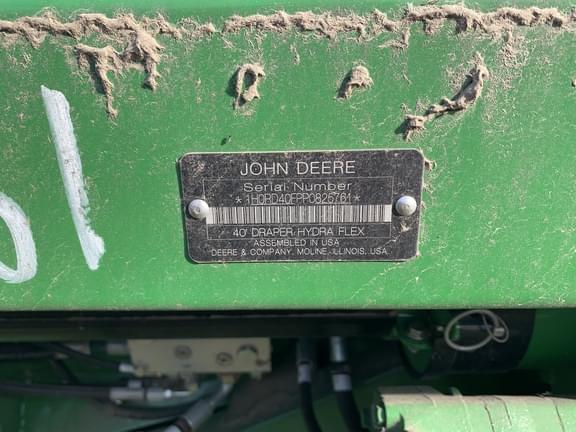 JOHN DEERE
Serial Number
*1H0RD40FPP0825761*
40' DRAPER HYDRA FLEX
ASSEMBLED IN USA
DEERE & COMPANY, MOLINE, ILLINOIS, USA